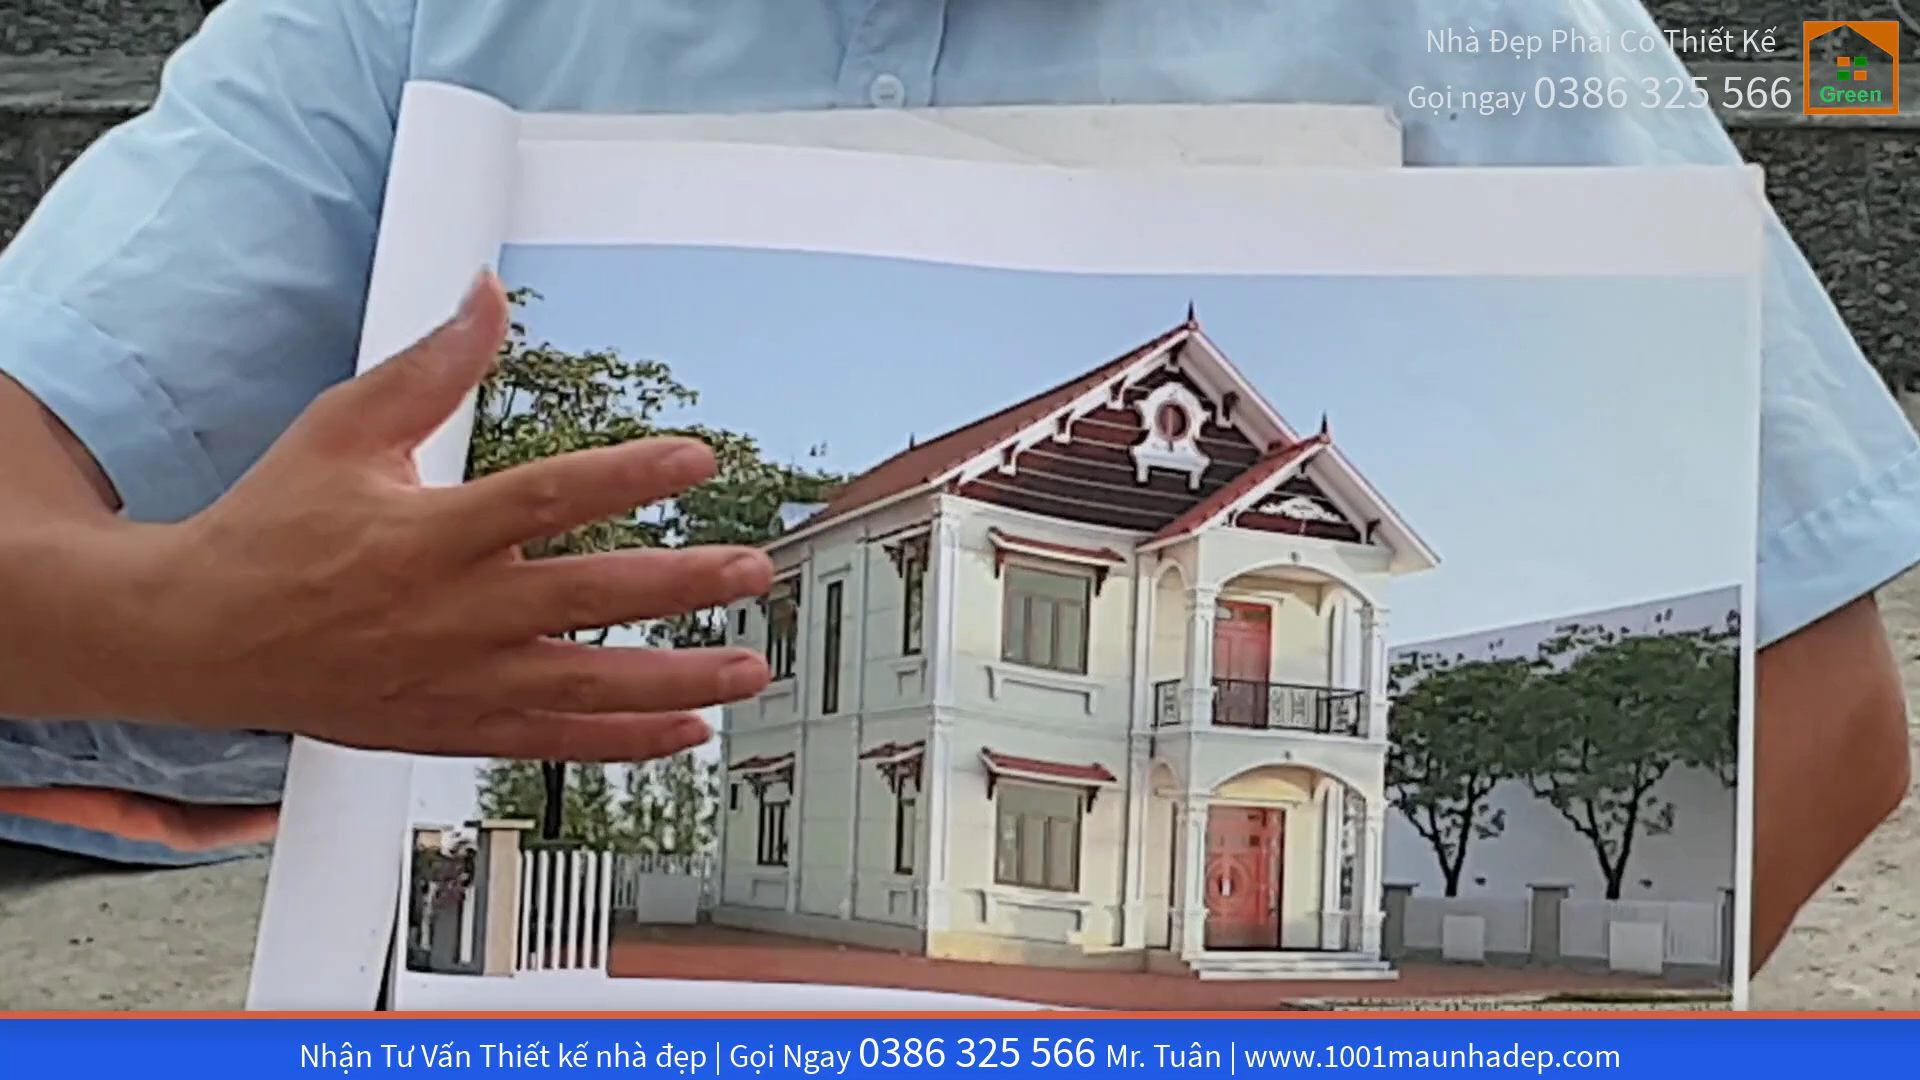 Nhà Đẹp Phải Có Thiết Kế
Gọi ngay 0386 325 566
Green
Nhận Tư Vấn Thiết kế nhà đẹp | Gọi Ngay 0386 325 566 Mr. Tuân | www.1001maunhadep.com